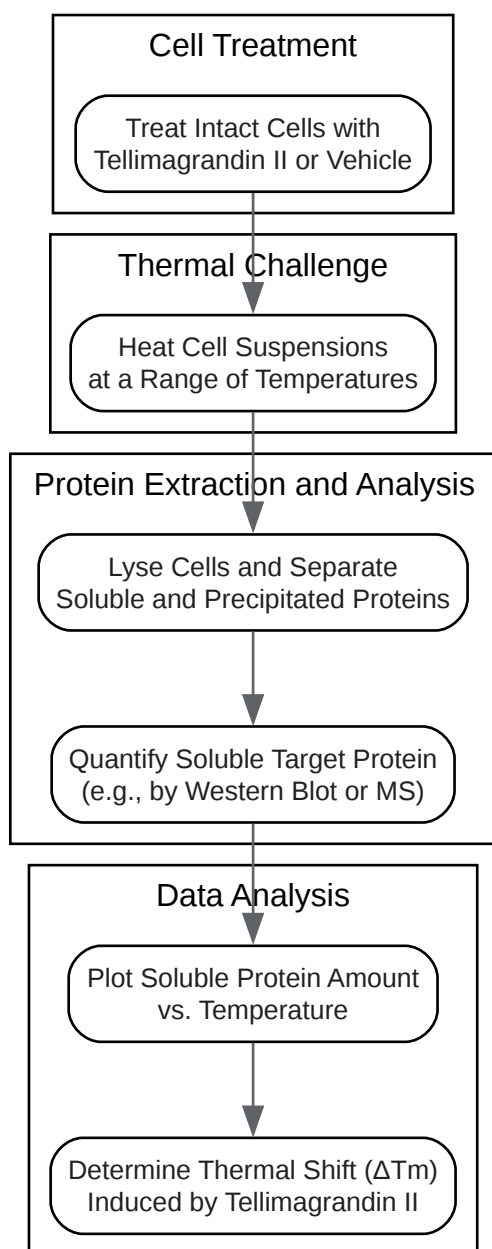 Cell Treatment
Treat Intact Cells with
Tellimagrandin II or Vehicle
Thermal Challenge
Heat Cell Suspensions
at a Range of Temperatures
Protein Extraction and Analysis
Lyse Cells and Separate
Soluble and Precipitated Proteins
Quantify Soluble Target Protein
(e.g., by Western Blot or MS)
Data Analysis
Plot Soluble Protein Amount
vs. Temperature
Determine Thermal Shift (ΔTm)
Induced by Tellimagrandin II